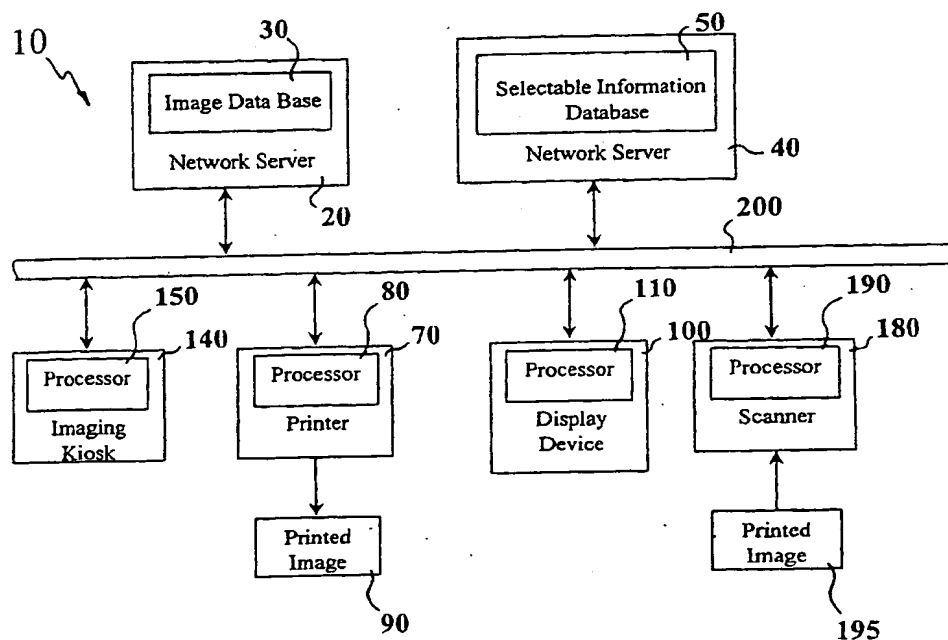 10
30
Image Data Base
Network Server
20
50
Selectable Information
Database
Network Server
40
200
150
140
Processor
Imaging
Kiosk
80
70
Processor
Printer
Printed
Image
90
110
100
Processor
Display
Device
190
180
Processor
Scanner
Printed
Image
195